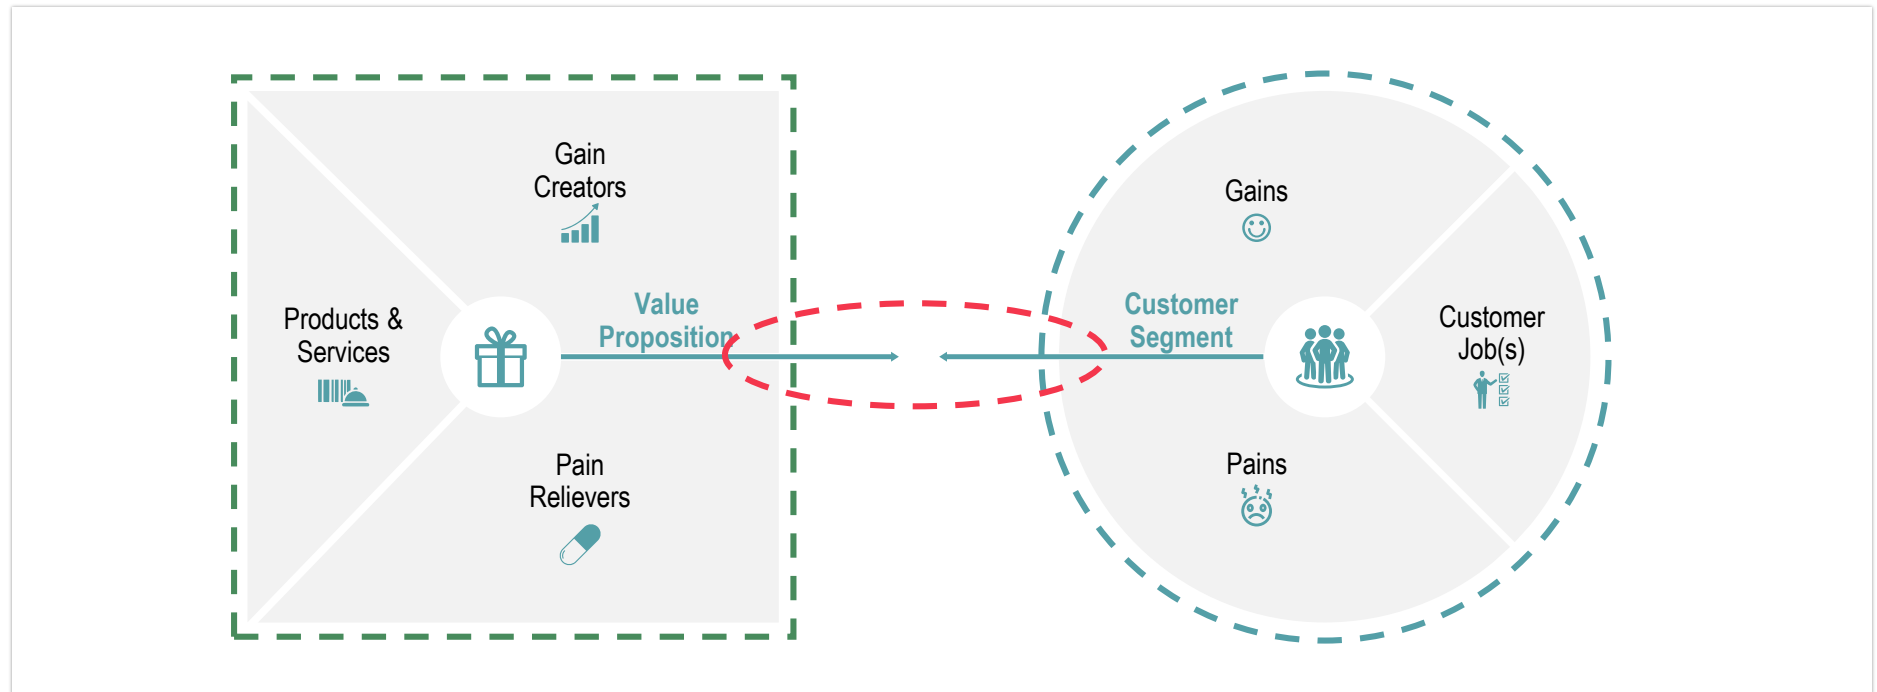 Gain
Creators
Products &
Services
Value
Proposition
Pain
Relievers
Gains
Customer
Segment
Customer
Job(s)
Pains